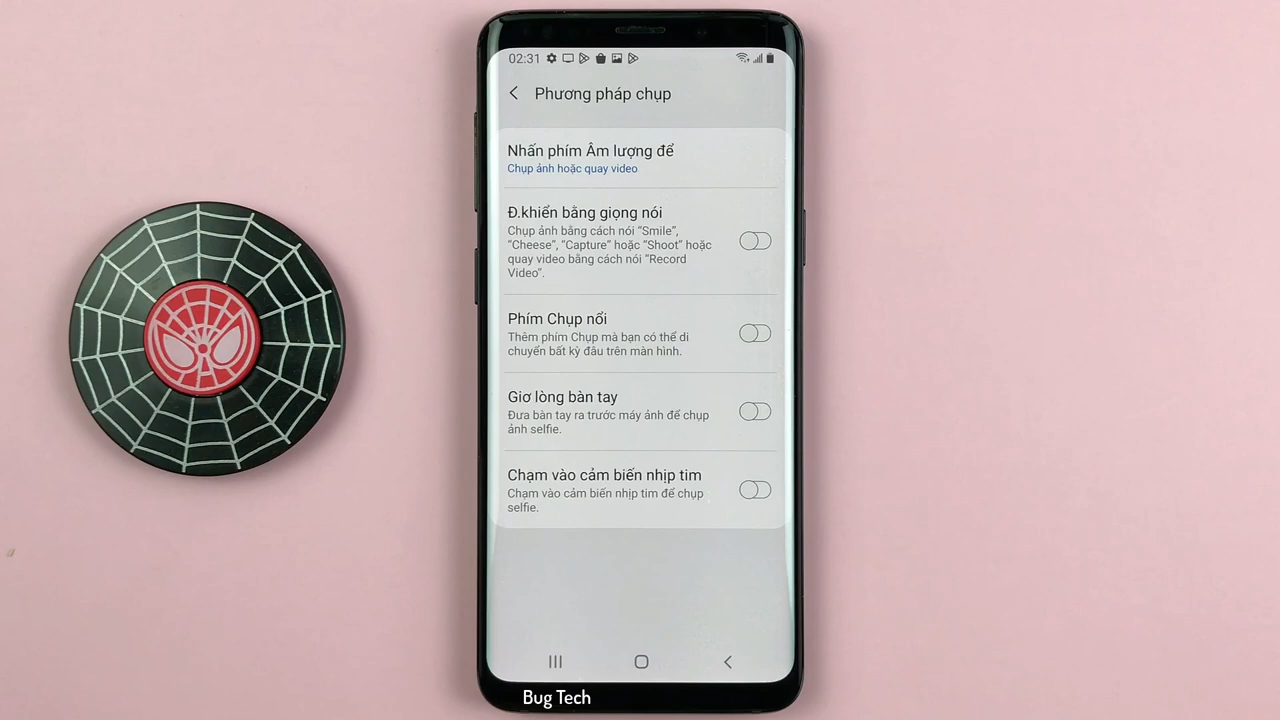 02:31
Phương pháp chụp
Nhấn phím Âm lượng để
Chụp ảnh hoặc quay video
Đ.khiển bằng giọng nói
Chụp ảnh bằng cách nói “Smile”,
“Cheese”, “Capture” hoặc “Shoot” hoặc
quay video bằng cách nói “Record
Video”.
Phím Chụp nổi
Thêm phím Chụp mà bạn có thể di
chuyển bất kỳ đâu trên màn hình.
Giơ lòng bàn tay
Đưa bàn tay ra trước máy ảnh để chụp
ảnh selfie.
Chạm vào cảm biến nhịp tim
Chạm vào cảm biến nhịp tim để chụp
selfie.
Bug Tech